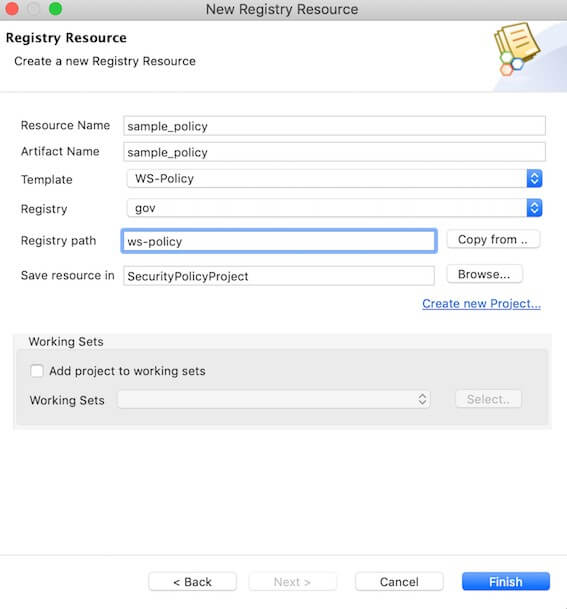 New Registry Resource
Registry Resource
Create a new Registry Resource
Resource Name sample_policy
Artifact Name sample_policy
Template WS-Policy
Registry gov
Registry path ws-policy Copy from ..
Save resource in SecurityPolicyProject Browse...
Create new Project...
Working Sets
Add project to working sets
Working Sets Select..
< Back Next > Cancel Finish